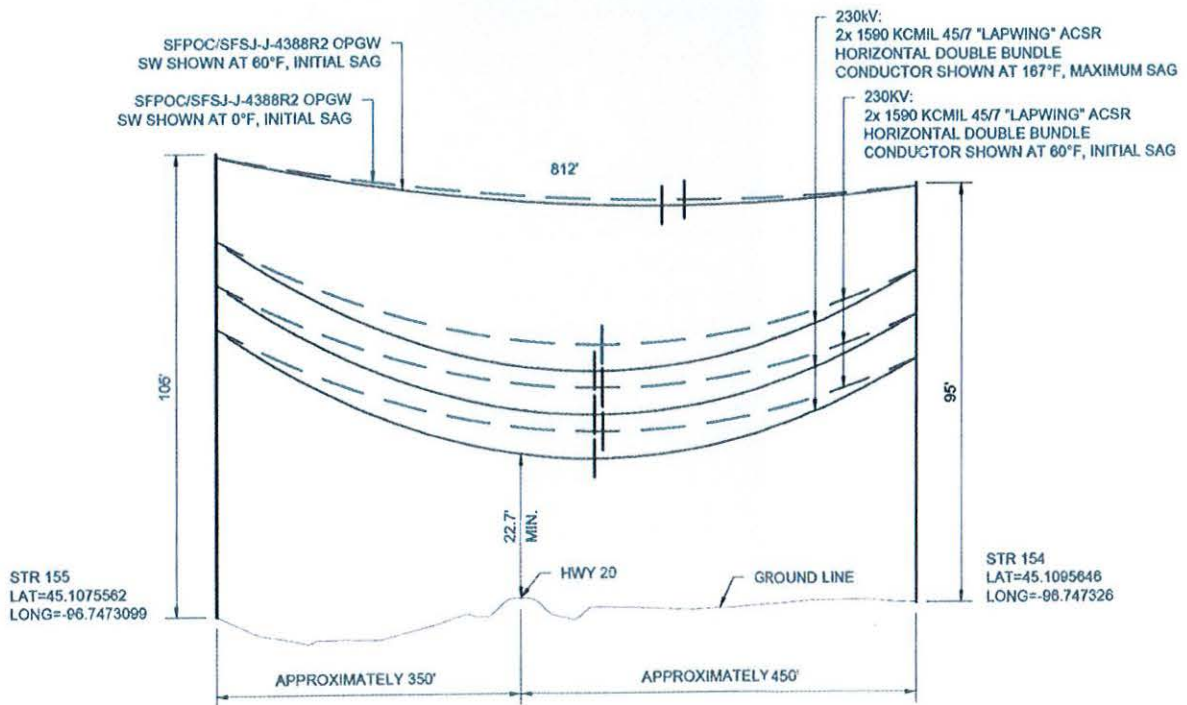 SFPOC/SFSJ-J-4388R2 OPGW
SW SHOWN AT 60°F, INITIAL SAG
SFPOC/SFSJ-J-4388R2 OPGW
SW SHOWN AT 0°F, INITIAL SAG
230kV:
2x 1590 KCMIL 45/7 "LAPWING" ACSR
HORIZONTAL DOUBLE BUNDLE
CONDUCTOR SHOWN AT 167°F, MAXIMUM SAG
230KV:
2x 1590 KCMIL 45/7 "LAPWING" ACSR
HORIZONTAL DOUBLE BUNDLE
CONDUCTOR SHOWN AT 60°F, INITIAL SAG
812'
105'
95'
22.7'
MIN.
HWY 20
GROUND LINE
STR 155
LAT=45.1075562
LONG=-96.7473099
STR 154
LAT=45.1095646
LONG=-96.747326
APPROXIMATELY 350'
APPROXIMATELY 450'